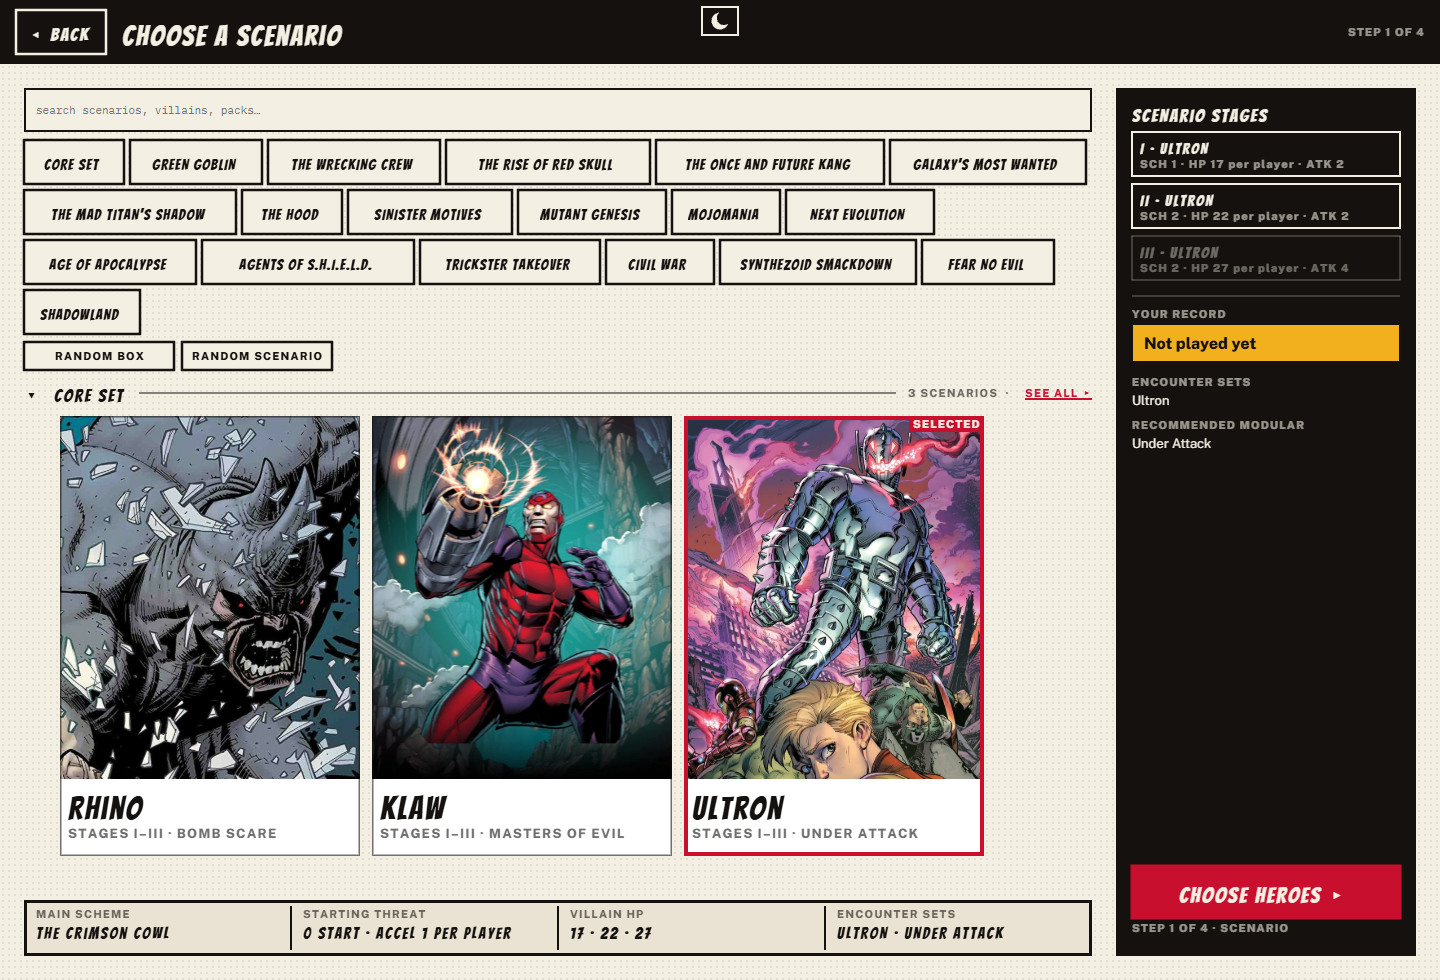 ◂ BACK
CHOOSE A SCENARIO
STEP 1 OF 4
search scenarios, villains, packs…
CORE SET
GREEN GOBLIN
THE WRECKING CREW
THE RISE OF RED SKULL
THE ONCE AND FUTURE KANG
GALAXY'S MOST WANTED
THE MAD TITAN'S SHADOW
THE HOOD
SINISTER MOTIVES
MUTANT GENESIS
MOJOMANIA
NEXT EVOLUTION
AGE OF APOCALYPSE
AGENTS OF S.H.I.E.L.D.
TRICKSTER TAKEOVER
CIVIL WAR
SYNTHEZOID SMACKDOWN
FEAR NO EVIL
SHADOWLAND
RANDOM BOX
RANDOM SCENARIO
▾ CORE SET
3 SCENARIOS ·
SEE ALL ▸
SELECTED
RHINO
STAGES I–III · BOMB SCARE
KLAW
STAGES I–III · MASTERS OF EVIL
ULTRON
STAGES I–III · UNDER ATTACK
MAIN SCHEME
THE CRIMSON COWL
STARTING THREAT
0 START · ACCEL 1 PER PLAYER
VILLAIN HP
17 · 22 · 27
ENCOUNTER SETS
ULTRON · UNDER ATTACK
SCENARIO STAGES
I - ULTRON
SCH 1 · HP 17 per player · ATK 2
II - ULTRON
SCH 2 · HP 22 per player · ATK 2
III - ULTRON
SCH 2 · HP 27 per player · ATK 4
YOUR RECORD
Not played yet
ENCOUNTER SETS
Ultron
RECOMMENDED MODULAR
Under Attack
CHOOSE HEROES ▸
STEP 1 OF 4 · SCENARIO